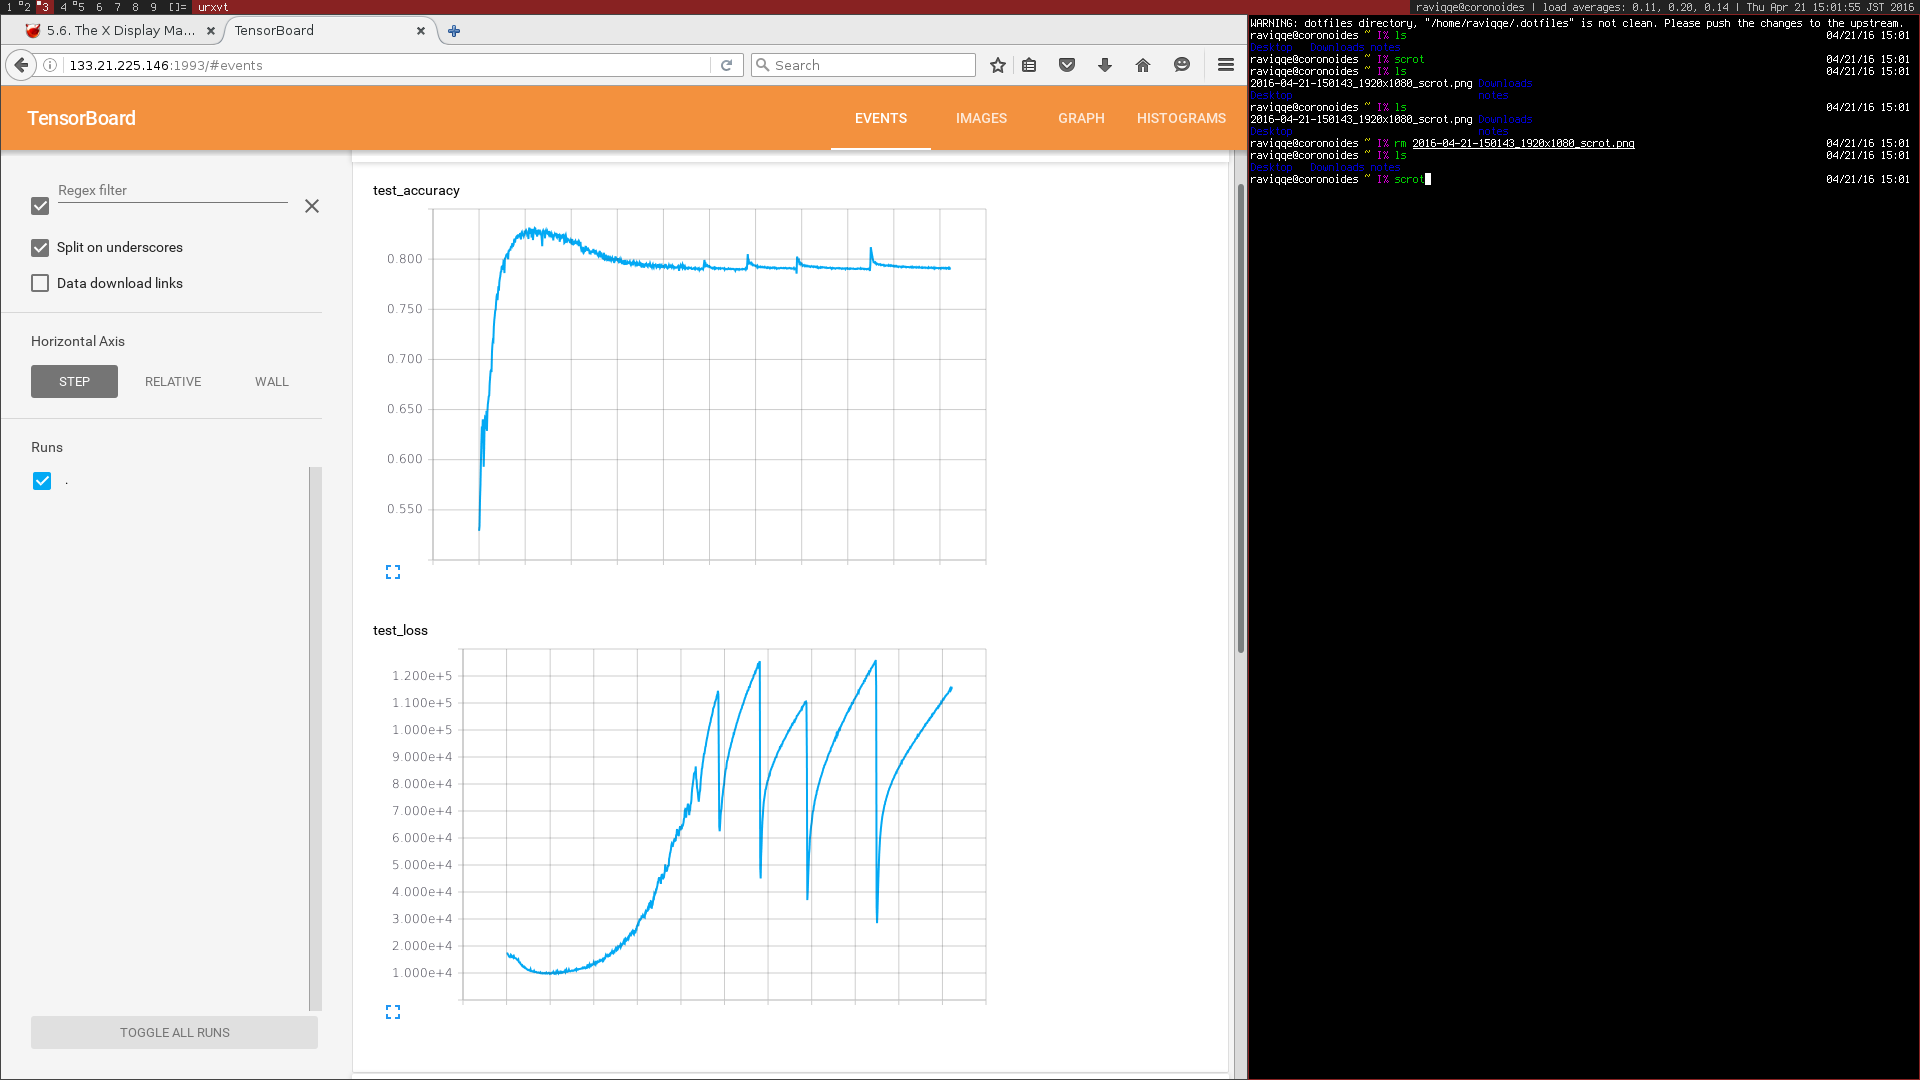 1 2 3 4 5 6 7 8 9 []= urxvt
raviqqe@coronoides | load averages: 0.11, 0.20, 0.14 | Thu Apr 21 15:01:55 JST 2016
5.6. The X Display Ma...
TensorBoard
133.21.225.146:1993/#events
Search
TensorBoard
EVENTS
IMAGES
GRAPH
HISTOGRAMS
Regex filter
Split on underscores
Data download links
Horizontal Axis
STEP
RELATIVE
WALL
Runs
.
TOGGLE ALL RUNS
test_accuracy
0.800
0.750
0.700
0.650
0.600
0.550
test_loss
1.200e+5
1.100e+5
1.000e+5
9.000e+4
8.000e+4
7.000e+4
6.000e+4
5.000e+4
4.000e+4
3.000e+4
2.000e+4
1.000e+4
WARNING: dotfiles directory, "/home/raviqqe/.dotfiles" is not clean. Please push the changes to the upstream.
raviqqe@coronoides ~ I% ls 04/21/16 15:01
Desktop Downloads notes
raviqqe@coronoides ~ I% scrot 04/21/16 15:01
raviqqe@coronoides ~ I% ls 04/21/16 15:01
2016-04-21-150143_1920x1080_scrot.png Downloads
Desktop notes
raviqqe@coronoides ~ I% ls 04/21/16 15:01
2016-04-21-150143_1920x1080_scrot.png Downloads
Desktop notes
raviqqe@coronoides ~ I% rm 2016-04-21-150143_1920x1080_scrot.png 04/21/16 15:01
raviqqe@coronoides ~ I% ls 04/21/16 15:01
Desktop Downloads notes
raviqqe@coronoides ~ I% scrot 04/21/16 15:01